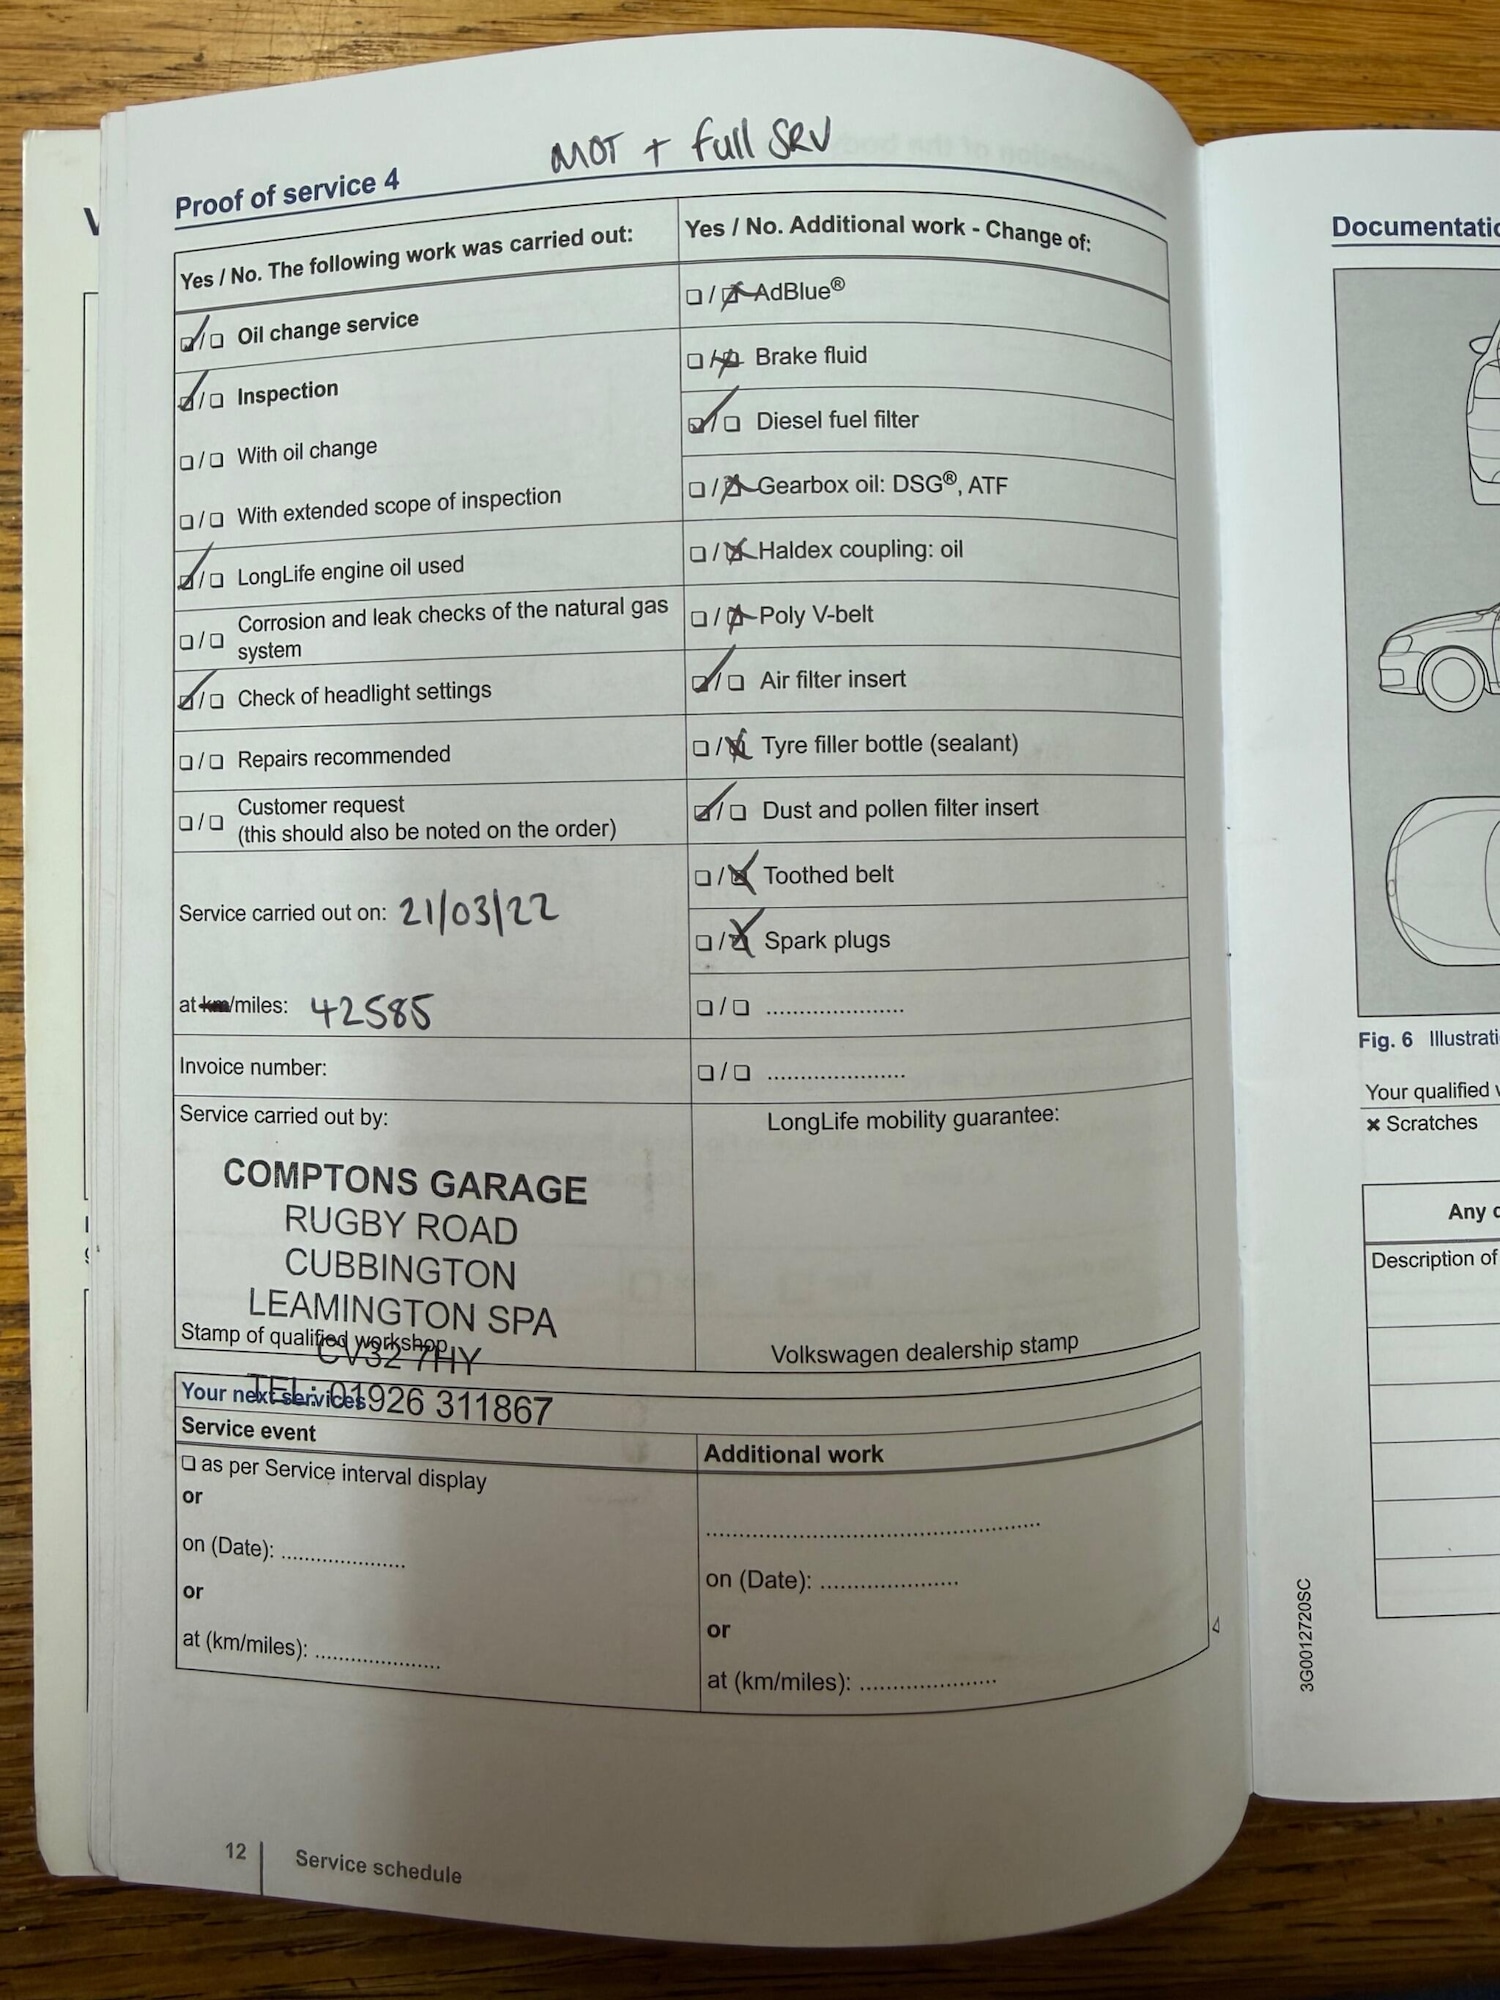 MOT + Full SRV
Proof of service 4
Yes / No. The following work was carried out:
❏/❏ Oil change service
❏/❏ Inspection
❏/❏ With oil change
❏/❏ With extended scope of inspection
❏/❏ LongLife engine oil used
❏/❏ Corrosion and leak checks of the natural gas
system
❏/❏ Check of headlight settings
❏/❏ Repairs recommended
❏/❏ Customer request
(this should also be noted on the order)
Service carried out on: 21/03/22
at km/miles: 42585
Invoice number:
Service carried out by:
COMPTONS GARAGE
RUGBY ROAD
CUBBINGTON
LEAMINGTON SPA
Stamp of qualified workshop
CV32 7HY
TEL: 01926 311867
Yes / No. Additional work - Change of:
❏/❏ AdBlue®
❏/❏ Brake fluid
❏/❏ Diesel fuel filter
❏/❏ Gearbox oil: DSG®, ATF
❏/❏ Haldex coupling: oil
❏/❏ Poly V-belt
❏/❏ Air filter insert
❏/❏ Tyre filler bottle (sealant)
❏/❏ Dust and pollen filter insert
❏/❏ Toothed belt
❏/❏ Spark plugs
❏/❏ .....................
❏/❏ .....................
LongLife mobility guarantee:
Volkswagen dealership stamp
Your next services
Service event
❏ as per Service interval display
or
on (Date): ...................
or
at (km/miles): ...................
Additional work
...................................................
on (Date): .....................
or
at (km/miles): .....................
12 Service schedule
Fig. 6
Your qualified
× Scratches
Any
Description of
3G0012720SC